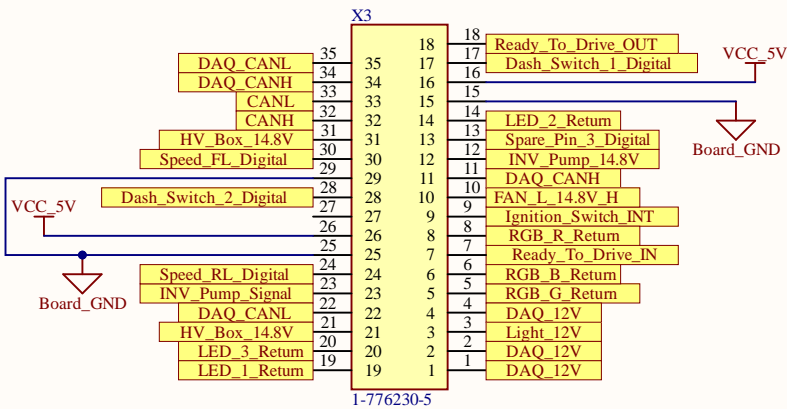 X3
18 18 Ready_To_Drive_OUT
DAQ_CANL 35 35 17 17 Dash_Switch_1_Digital VCC_5V
DAQ_CANH 34 34 16 16
CANL 33 33 15 15
CANH 32 32 14 14 LED_2_Return
HV_Box_14.8V 31 31 13 13 Spare_Pin_3_Digital Board_GND
Speed_FL_Digital 30 30 12 12 INV_Pump_14.8V
29 29 11 11 DAQ_CANH
Dash_Switch_2_Digital 28 28 10 10 FAN_L_14.8V_H
VCC_5V 27 27 9 9 Ignition_Switch_INT
26 26 8 8 RGB_R_Return
25 25 7 7 Ready_To_Drive_IN
Speed_RL_Digital 24 24 6 6 RGB_B_Return
Board_GND INV_Pump_Signal 23 23 5 5 RGB_G_Return
DAQ_CANL 22 22 4 4 DAQ_12V
HV_Box_14.8V 21 21 3 3 Light_12V
LED_3_Return 20 20 2 2 DAQ_12V
LED_1_Return 19 19 1 1 DAQ_12V
1-776230-5